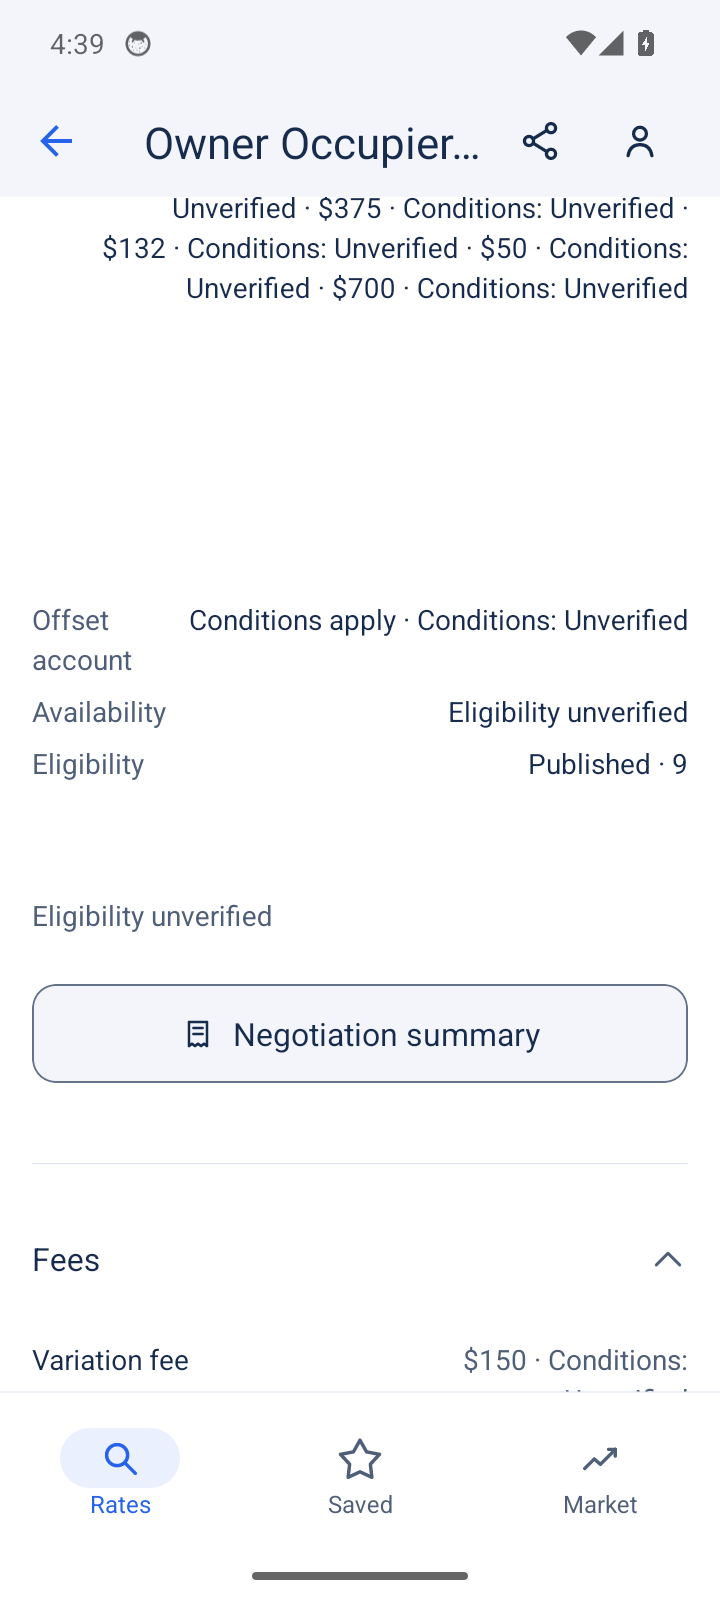 4:39
Owner Occupier...
Unverified · $375 · Conditions: Unverified ·
$132 · Conditions: Unverified · $50 · Conditions:
Unverified · $700 · Conditions: Unverified
Offset account
Conditions apply · Conditions: Unverified
Availability
Eligibility unverified
Eligibility
Published · 9
Eligibility unverified
Negotiation summary
Fees
Variation fee
$150 · Conditions:
Rates
Saved
Market